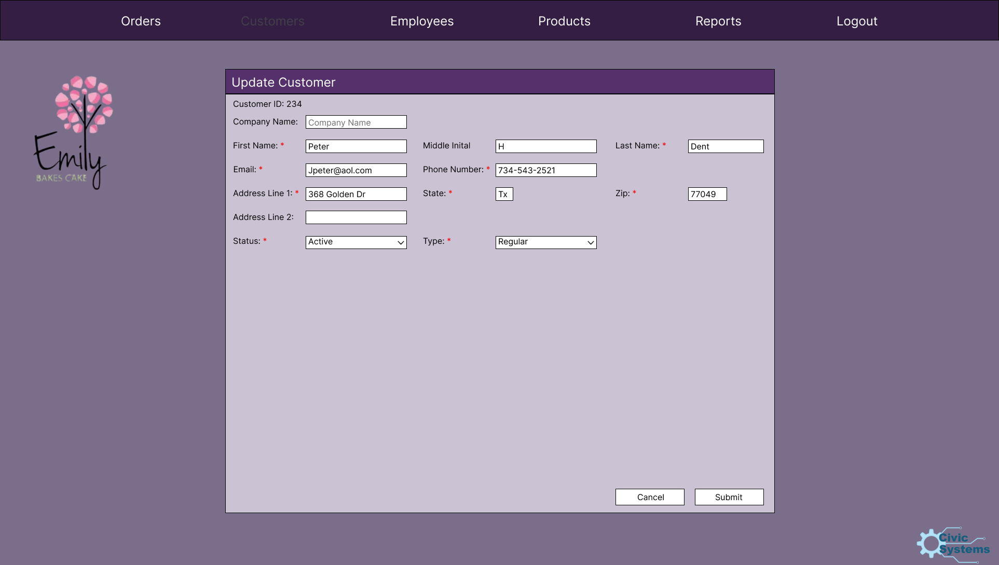 Orders Customers Employees Products Reports Logout
Emily
BAKES CAKE
Update Customer
Customer ID: 234
Company Name: Company Name
First Name: * Peter Middle Inital H Last Name: * Dent
Email: * Jpeter@aol.com Phone Number: * 734-543-2521
Address Line 1: * 368 Golden Dr State: * Tx Zip: * 77049
Address Line 2:
Status: * Active Type: * Regular
Cancel Submit
Civic
Systems